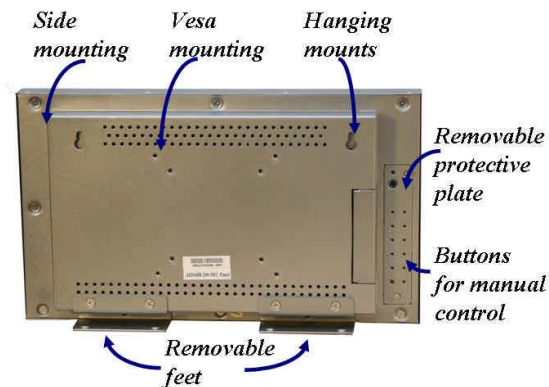 Side
mounting
Vesa
mounting
Hanging
mounts
Removable
protective
plate
Buttons
for manual
control
Removable
feet